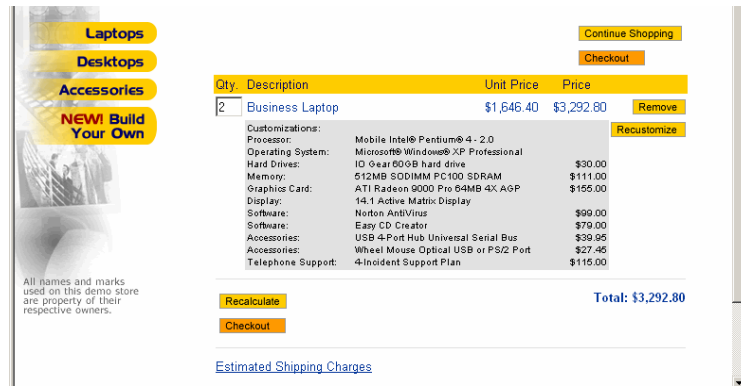 Laptops
Desktops
Accessories
NEW! Build
Your Own
All names and marks
used on this demo store
are property of their
respective owners.
Continue Shopping
Checkout
Qty. Description Unit Price Price
2 Business Laptop $1,646.40 $3,292.80 Remove
Recustomize
Customizations:
Processor: Mobile Intel® Pentium® 4 - 2.0
Operating System: Microsoft® Windows® XP Professional
Hard Drives: IO Gear 60GB hard drive $30.00
Memory: 512MB SODIMM PC100 SDRAM $111.00
Graphics Card: ATI Radeon 9000 Pro 64MB 4X AGP $155.00
Display: 14.1 Active Matrix Display
Software: Norton AntiVirus $99.00
Software: Easy CD Creator $79.00
Accessories: USB 4-Port Hub Universal Serial Bus $39.95
Accessories: Wheel Mouse Optical USB or PS/2 Port $27.45
Telephone Support: 4-Incident Support Plan $115.00
Recalculate
Total: $3,292.80
Checkout
Estimated Shipping Charges